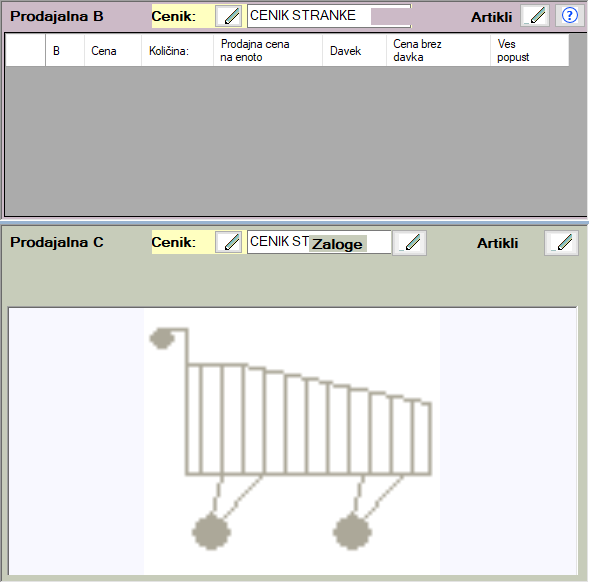 Prodajalna B Cenik: CENIK STRANKE Artikli ?
B Cena Količina: Prodajna cena na enoto Davek Cena brez davka Ves popust
Prodajalna C Cenik: CENIK ST Zaloge Artikli